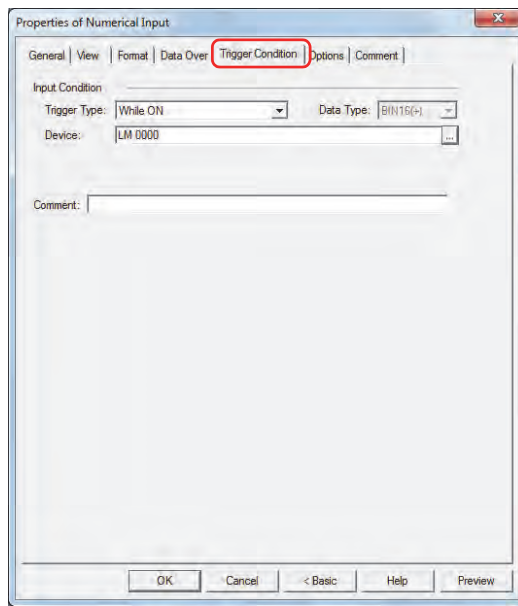 Properties of Numerical Input
General View Format Data Over Trigger Condition Options Comment
Input Condition
Trigger Type: While ON Data Type: BIN16(+)
Device: LM 0000 ...
Comment:
OK Cancel < Basic Help Preview